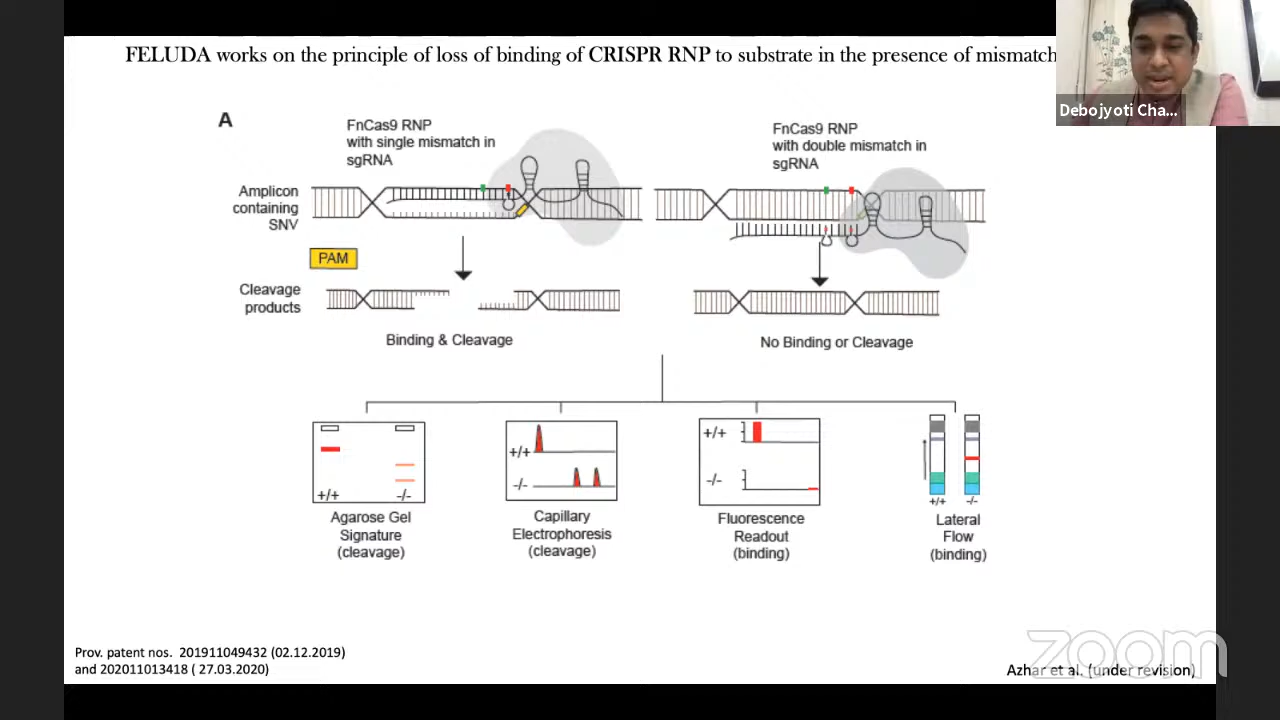 FELUDA works on the principle of loss of binding of CRISPR RNP to substrate in the presence of mismatch
Debojyoti Cha...
A
FnCas9 RNP
with single mismatch in
sgRNA
FnCas9 RNP
with double mismatch in
sgRNA
Amplicon
containing
SNV
PAM
Cleavage
products
Binding & Cleavage
No Binding or Cleavage
+/+
-/-
Agarose Gel
Signature
(cleavage)
+/+
-/-
Capillary
Electrophoresis
(cleavage)
+/+
-/-
Fluorescence
Readout
(binding)
+/+
-/-
Lateral
Flow
(binding)
Prov. patent nos. 201911049432 (02.12.2019)
and 202011013418 ( 27.03.2020)
Azhar et al. (under revision)
zoom